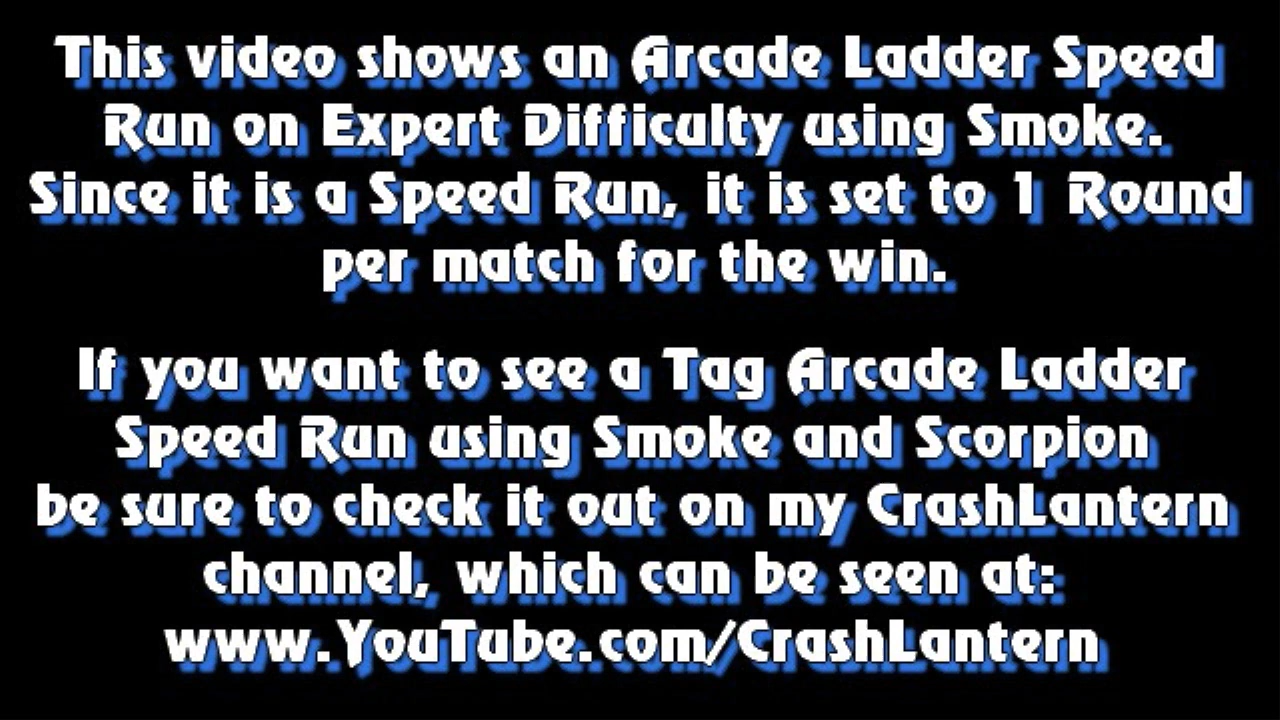 This video shows an Arcade Ladder Speed
Run on Expert Difficulty using Smoke.
Since it is a Speed Run, it is set to 1 Round
per match for the win.
If you want to see a Tag Arcade Ladder
Speed Run using Smoke and Scorpion
be sure to check it out on my CrashLantern
channel, which can be seen at:
www.YouTube.com/CrashLantern